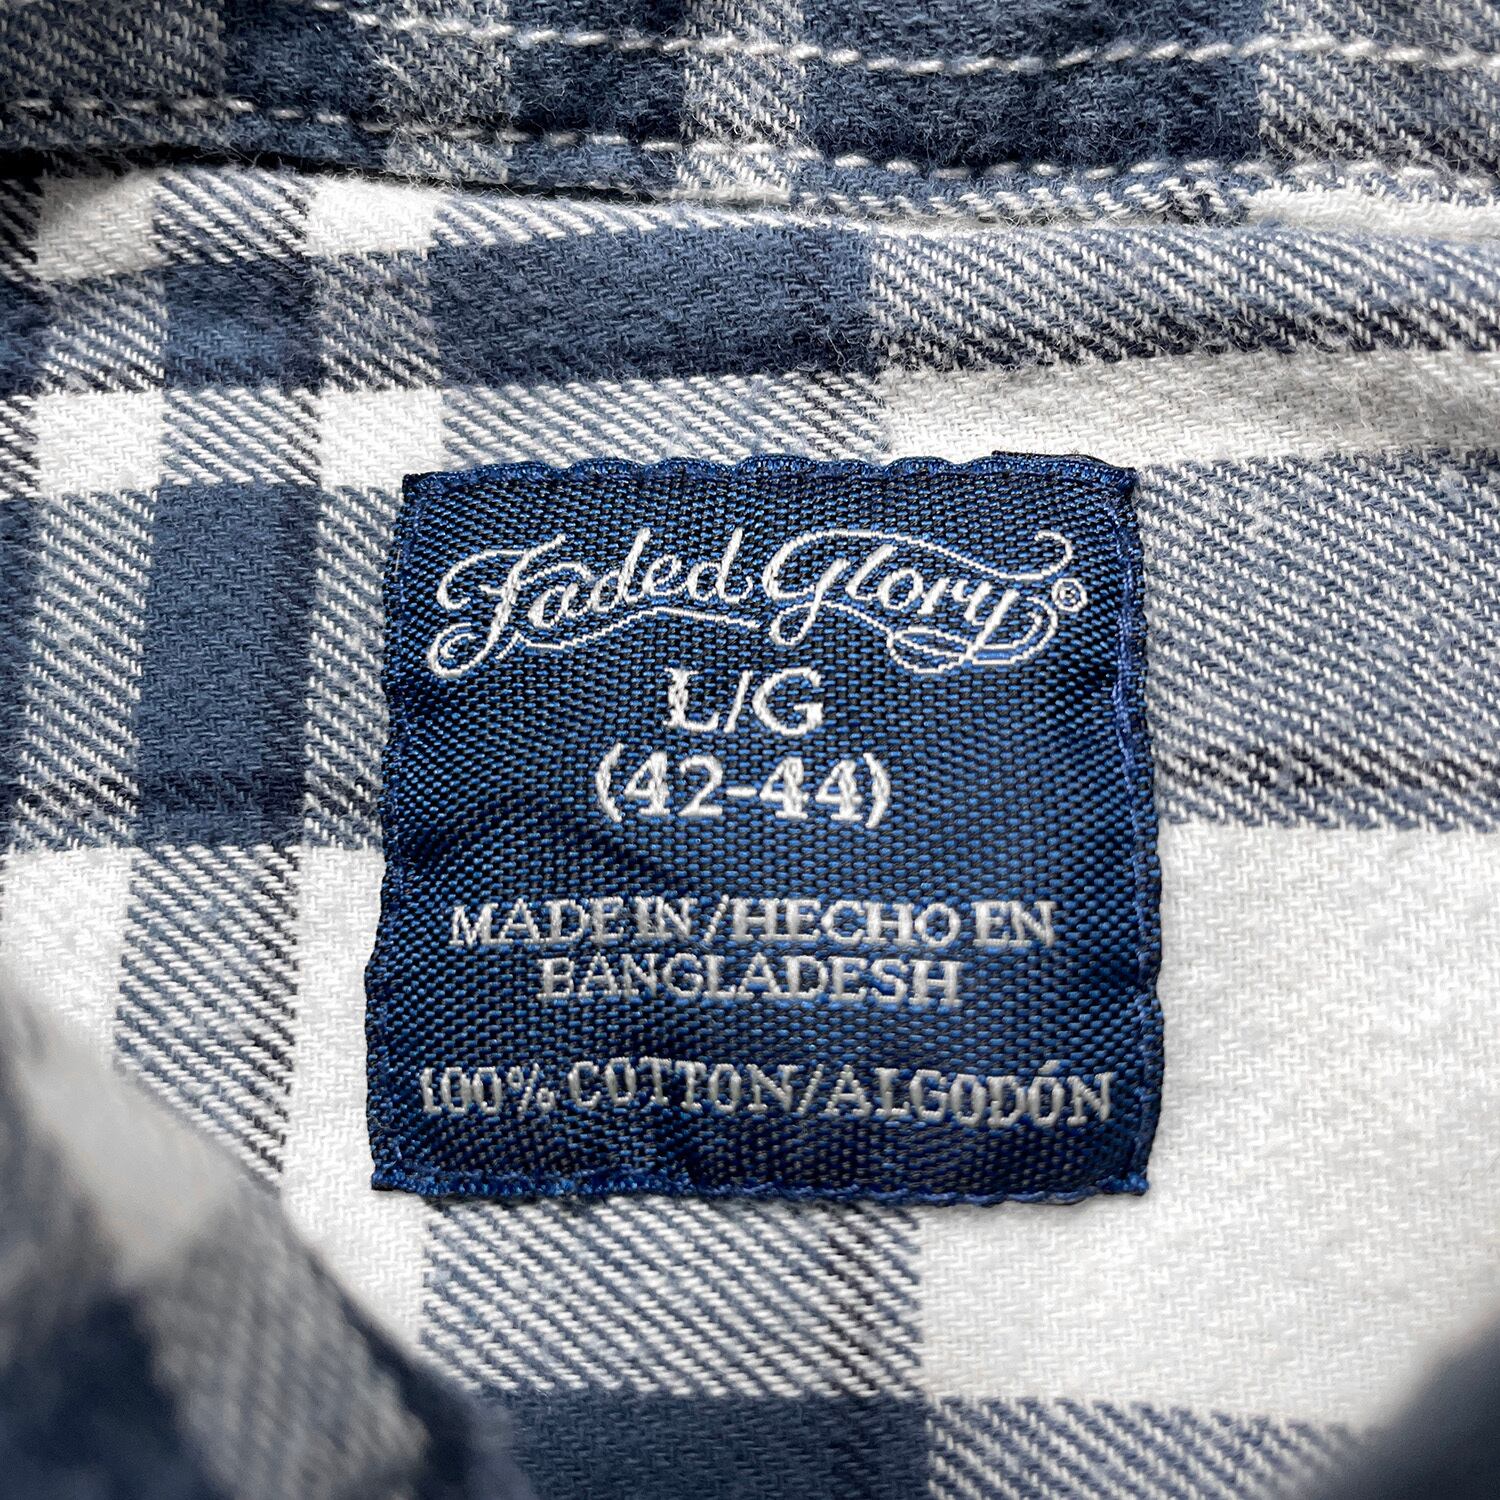 Faded Glory®
L/G
(42-44)
MADE IN/HECHO EN
BANGLADESH
100% COTTON/ALGODÓN